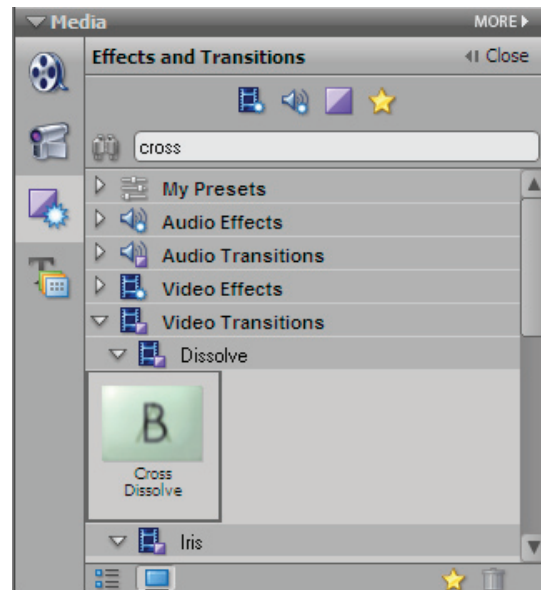 Media MORE
Effects and Transitions Close
cross
My Presets
Audio Effects
Audio Transitions
Video Effects
Video Transitions
Dissolve
B
Cross
Dissolve
Iris